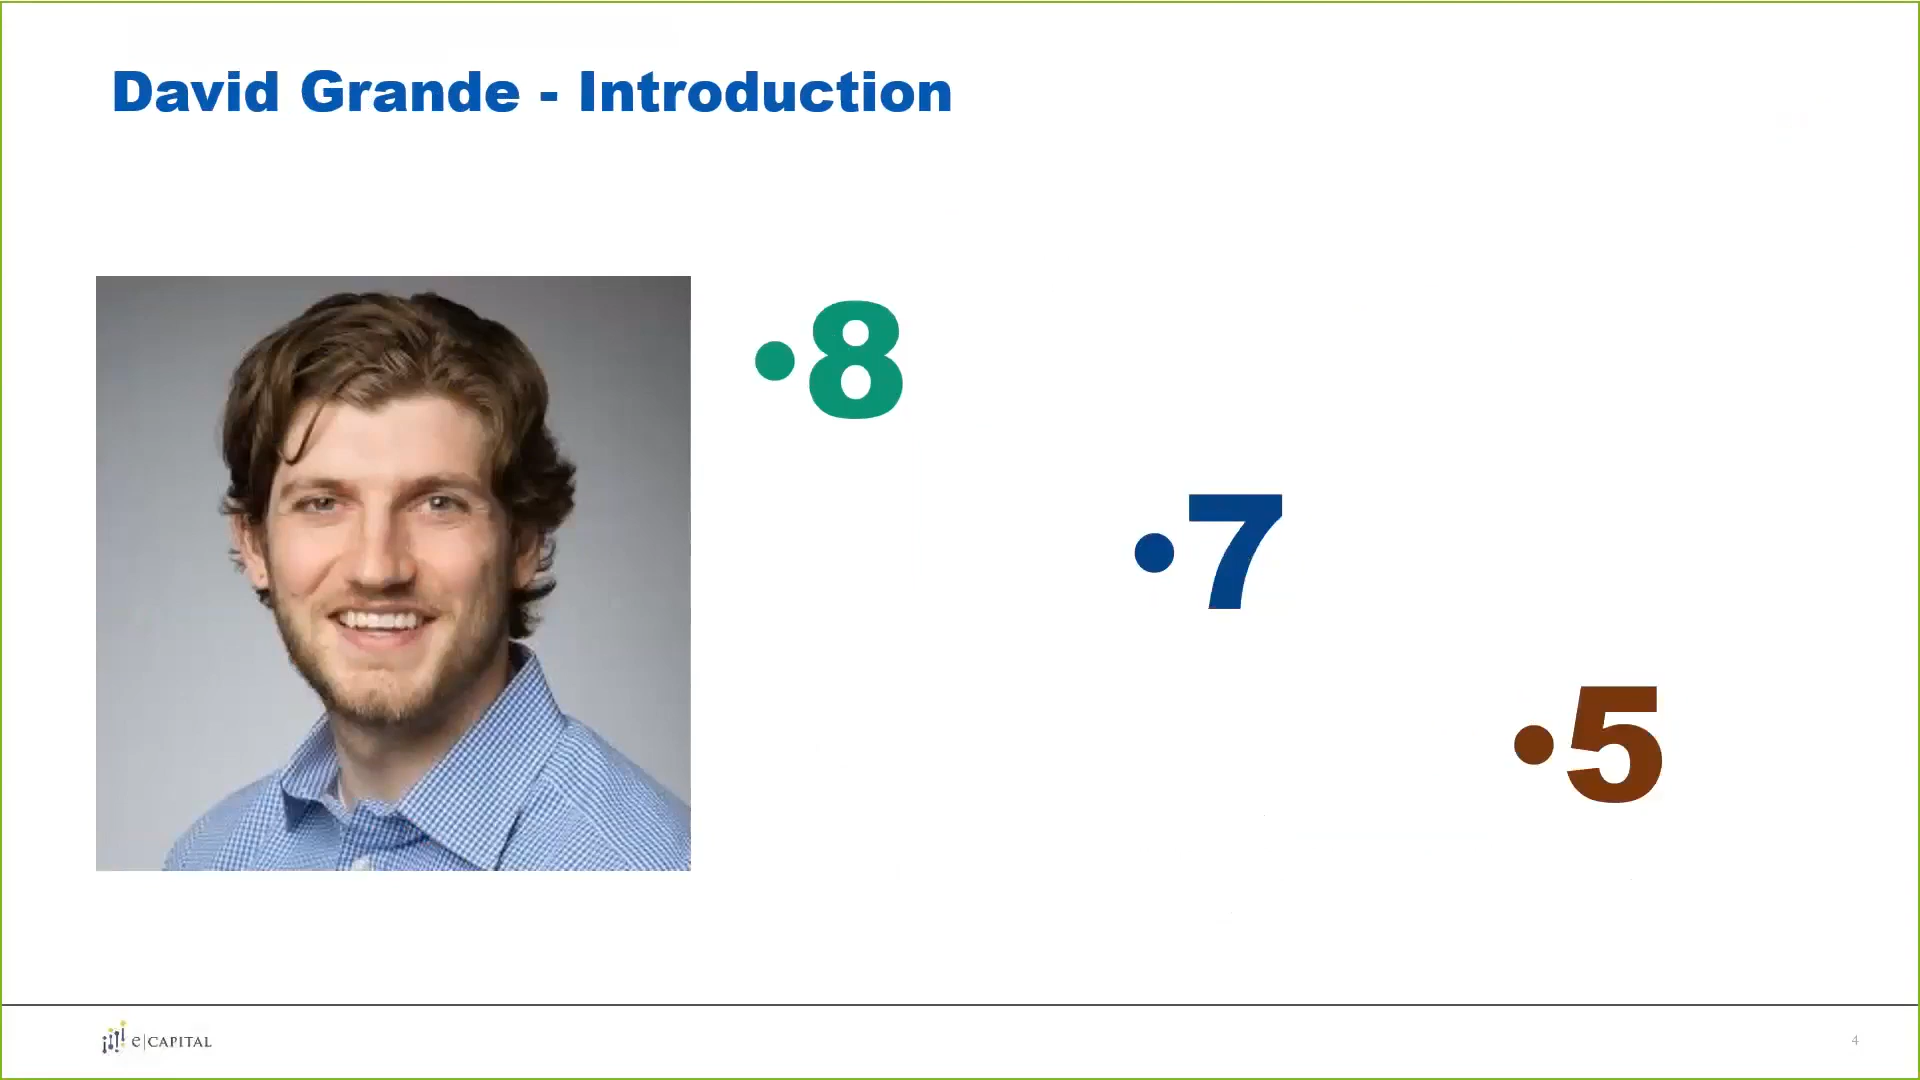 David Grande - Introduction
•8
•7
•5
e|CAPITAL
4